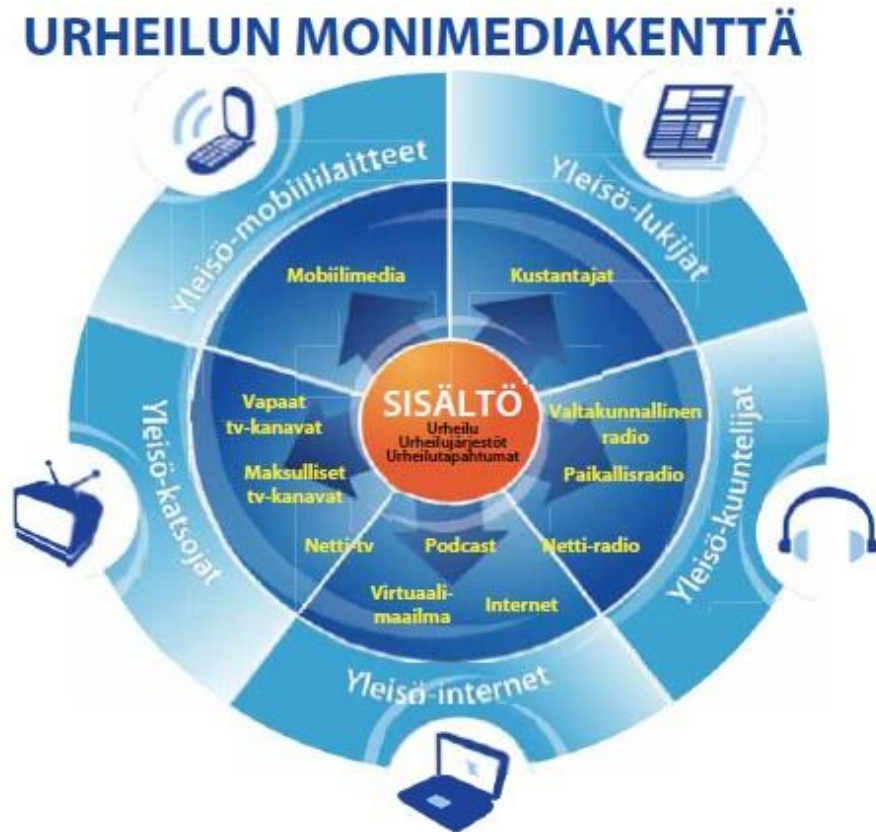 URHEILUN MONIMEDIAKENTTÄ
Yleisö-mobiililaitteet
Yleisö-lukijat
Mobiilimedia
Kustantajat
SISÄLTÖ
Urheilu
Urheilujärjestöt
Urheilutapahtumat
Vapaat
tv-kanavat
Maksulliset
tv-kanavat
Valtakunnallinen
radio
Paikallisradio
Yleisö-katsojat
Yleisö-kuuntelijat
Netti-tv
Podcast
Netti-radio
Virtuaali-
maailma
Internet
Yleisö-internet